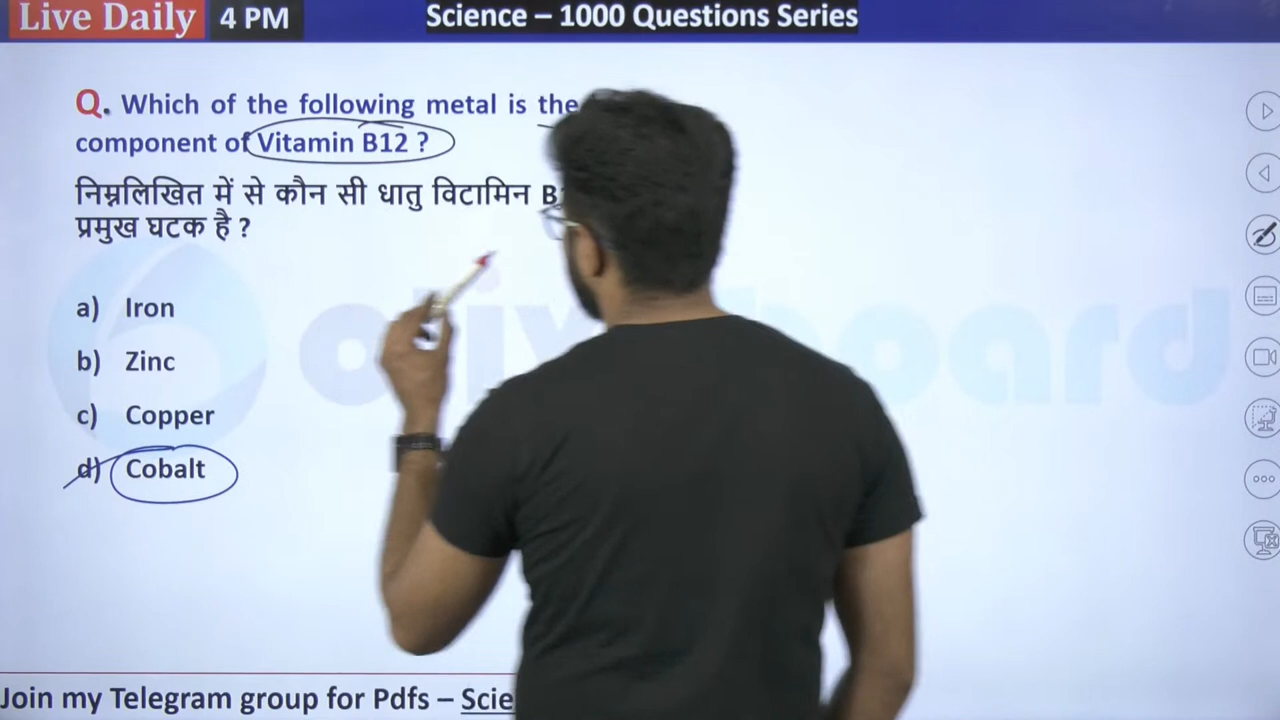 Live Daily 4 PM Science – 1000 Questions Series
Q. Which of the following metal is the
component of Vitamin B12 ?
निम्नलिखित में से कौन सी धातु विटामिन
प्रमुख घटक है ?
a) Iron
b) Zinc
c) Copper
d) Cobalt
Join my Telegram group for Pdfs –